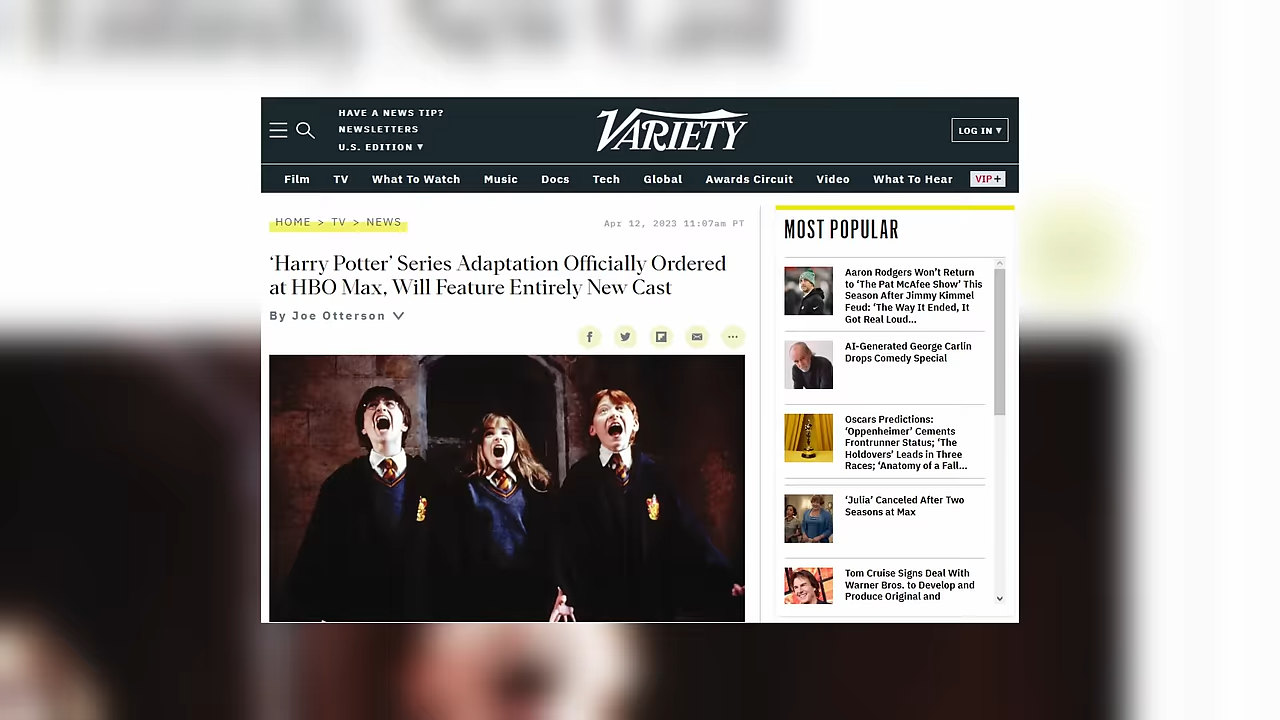 HAVE A NEWS TIP?
NEWSLETTERS
U.S. EDITION ▾
VARIETY
LOG IN ▾
Film TV What To Watch Music Docs Tech Global Awards Circuit Video What To Hear VIP+
HOME > TV > NEWS
Apr 12, 2023 11:07am PT
‘Harry Potter’ Series Adaptation Officially Ordered
at HBO Max, Will Feature Entirely New Cast
By Joe Otterson
MOST POPULAR
Aaron Rodgers Won’t Return
to ‘The Pat McAfee Show’ This
Season After Jimmy Kimmel
Feud: ‘The Way It Ended, It
Got Real Loud...
AI-Generated George Carlin
Drops Comedy Special
Oscars Predictions:
‘Oppenheimer’ Cements
Frontrunner Status; ‘The
Holdovers’ Leads in Three
Races; ‘Anatomy of a Fall...
‘Julia’ Canceled After Two
Seasons at Max
Tom Cruise Signs Deal With
Warner Bros. to Develop and
Produce Original and